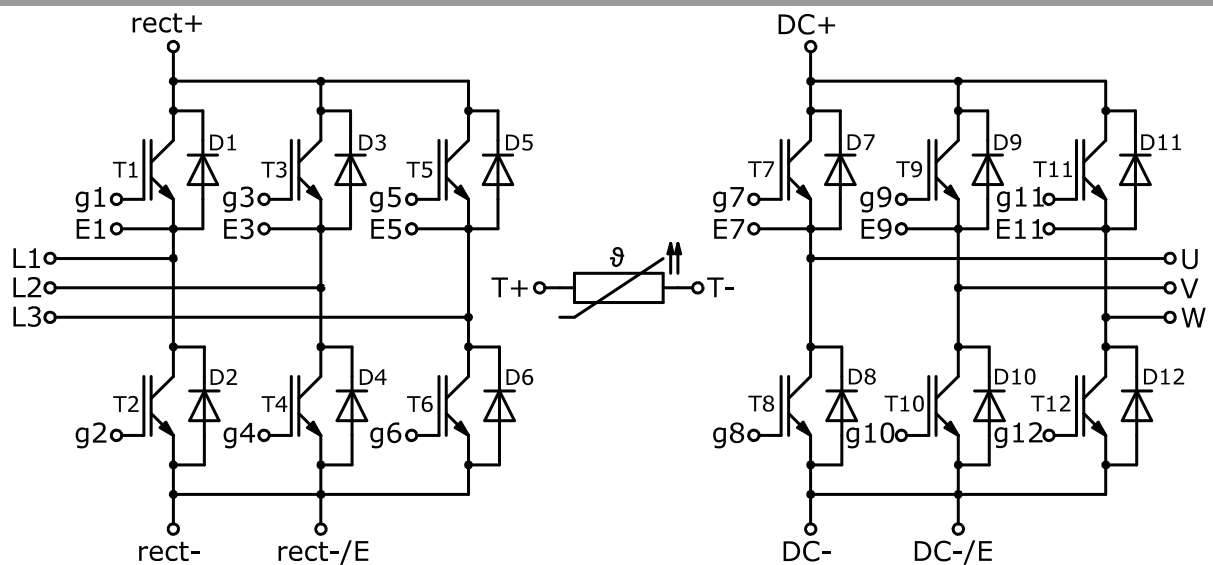 rect+
DC+
D1
D3
D5
D7
D9
D11
T1
T3
T5
T7
T9
T11
g1
g3
g5
g7
g9
g11
E1
E3
E5
E7
E9
E11
L1
L2
L3
ϑ
T+
T-
U
V
W
D2
D4
D6
D8
D10
D12
T2
T4
T6
T8
T10
T12
g2
g4
g6
g8
g10
g12
rect-
rect-/E
DC-
DC-/E